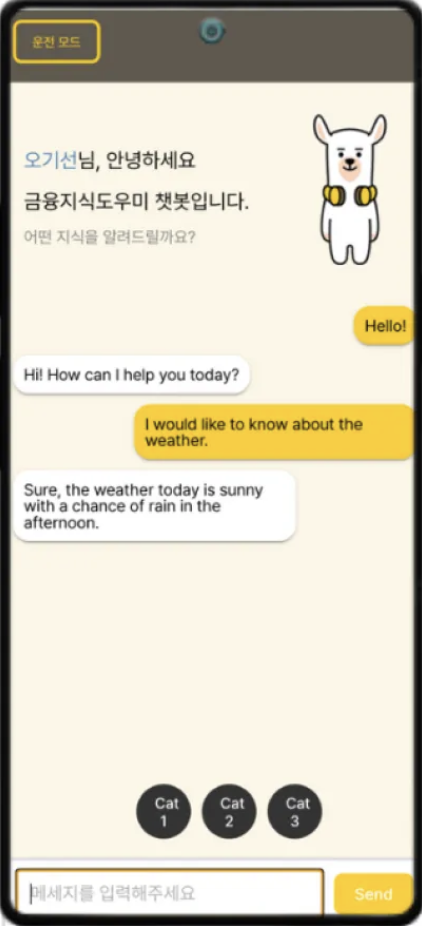 운전 모드
오기선님, 안녕하세요
금융지식도우미 챗봇입니다.
어떤 지식을 알려드릴까요?
Hello!
Hi! How can I help you today?
I would like to know about the
weather.
Sure, the weather today is sunny
with a chance of rain in the
afternoon.
Cat
1
Cat
2
Cat
3
메세지를 입력해주세요
Send